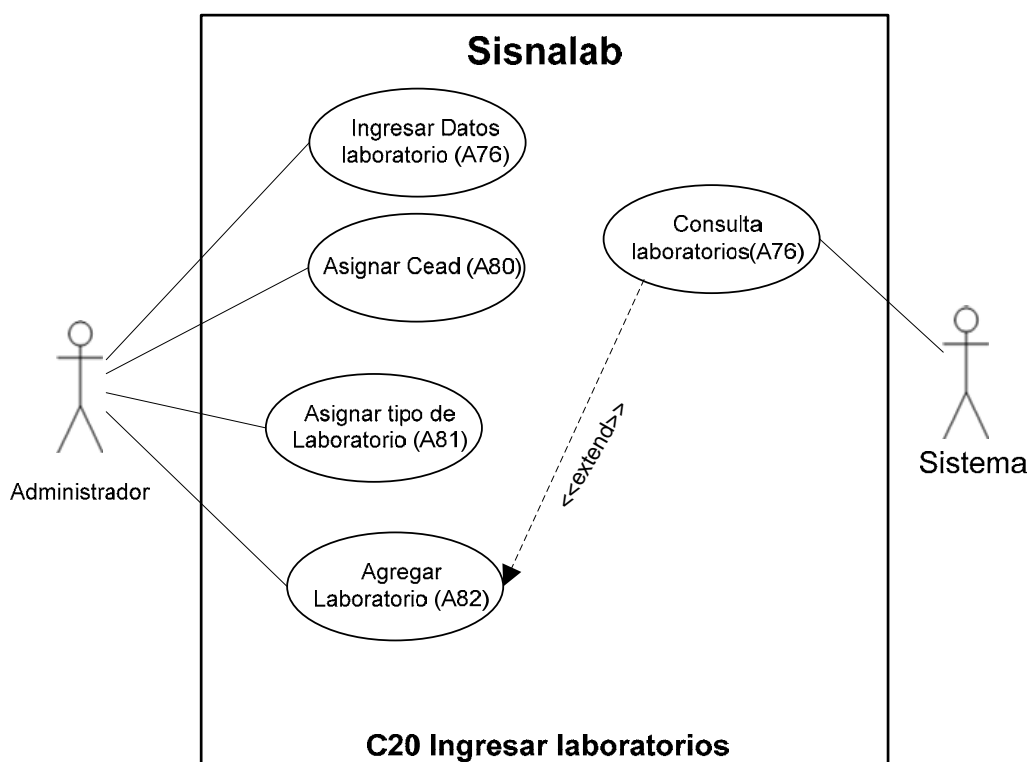 Sisnalab
Ingresar Datos
laboratorio (A76)
Consulta
laboratorios(A76)
Asignar Cead (A80)
Asignar tipo de
Laboratorio (A81)
<<extend>>
Sistema
Administrador
Agregar
Laboratorio (A82)
C20 Ingresar laboratorios